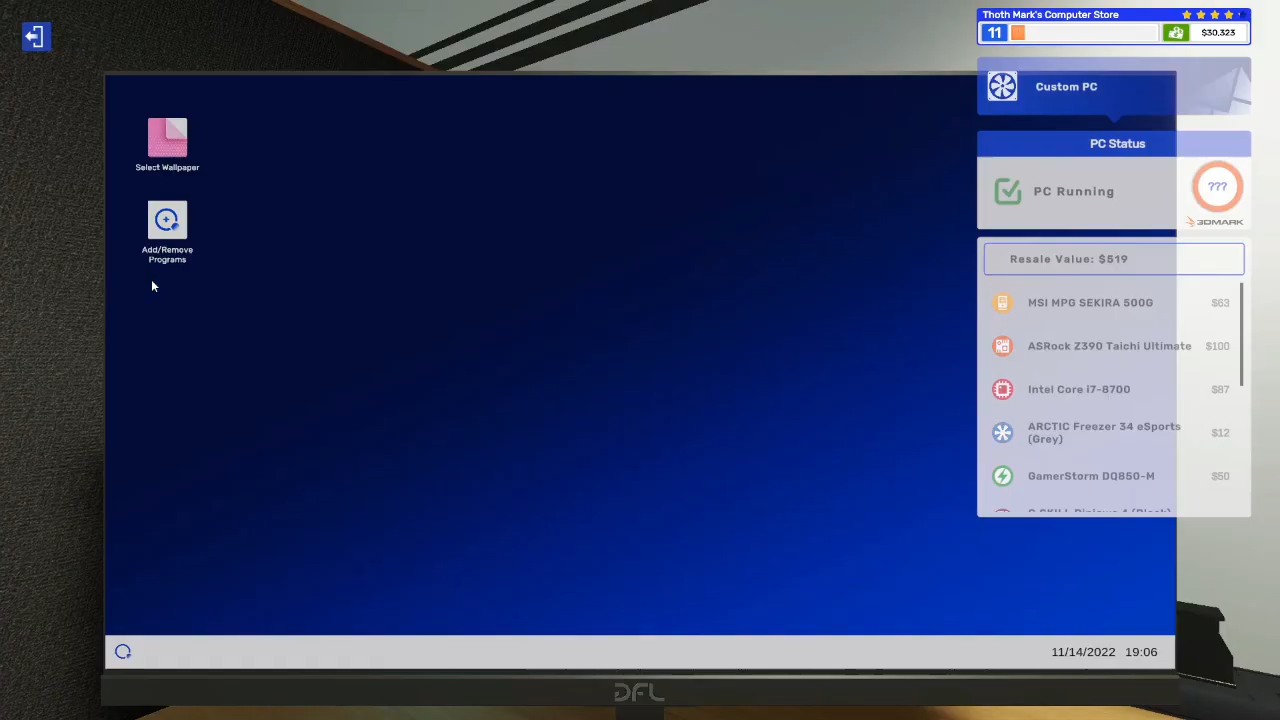 Thoth Mark's Computer Store
11
$30,323
Custom PC
PC Status
PC Running
???
3DMARK
Resale Value: $519
MSI MPG SEKIRA 500G $63
ASRock Z390 Taichi Ultimate $100
Intel Core i7-8700 $87
ARCTIC Freezer 34 eSports
(Grey) $12
GamerStorm DQ850-M $50
Select Wallpaper
Add/Remove
Programs
11/14/2022 19:06
DFL